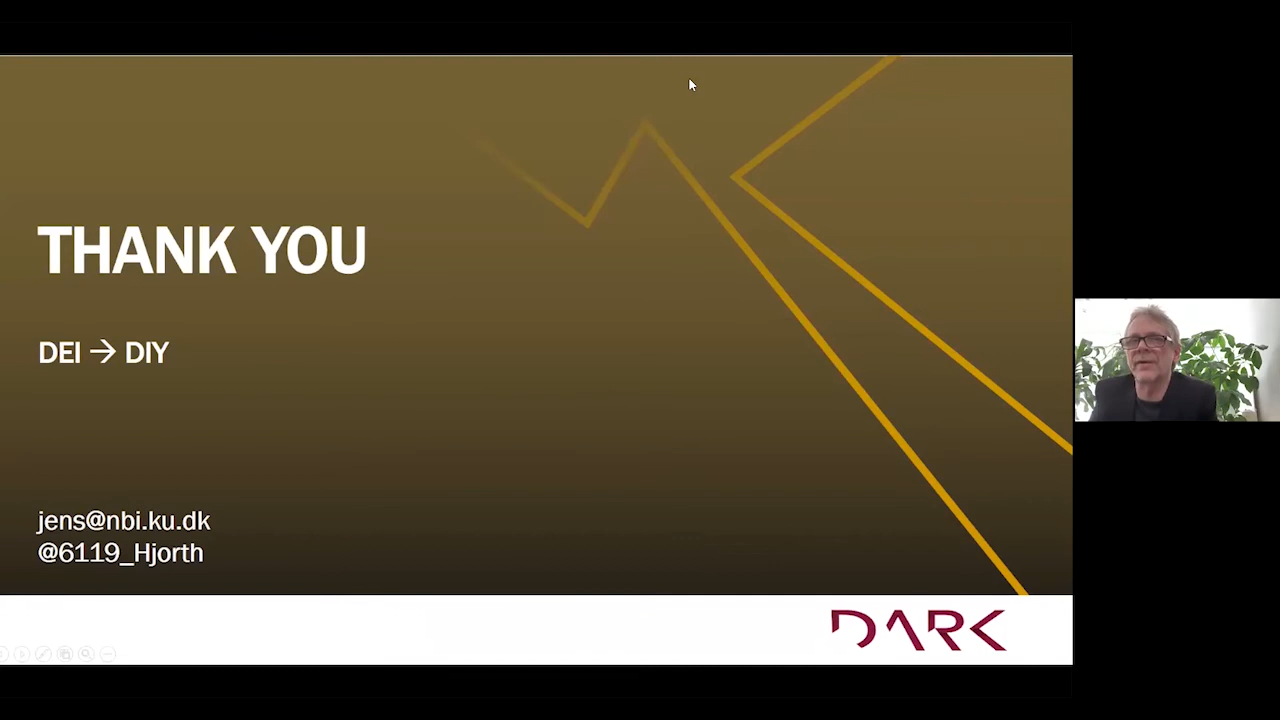 THANK YOU
DEI → DIY
jens@nbi.ku.dk
@6119_Hjorth
DARK